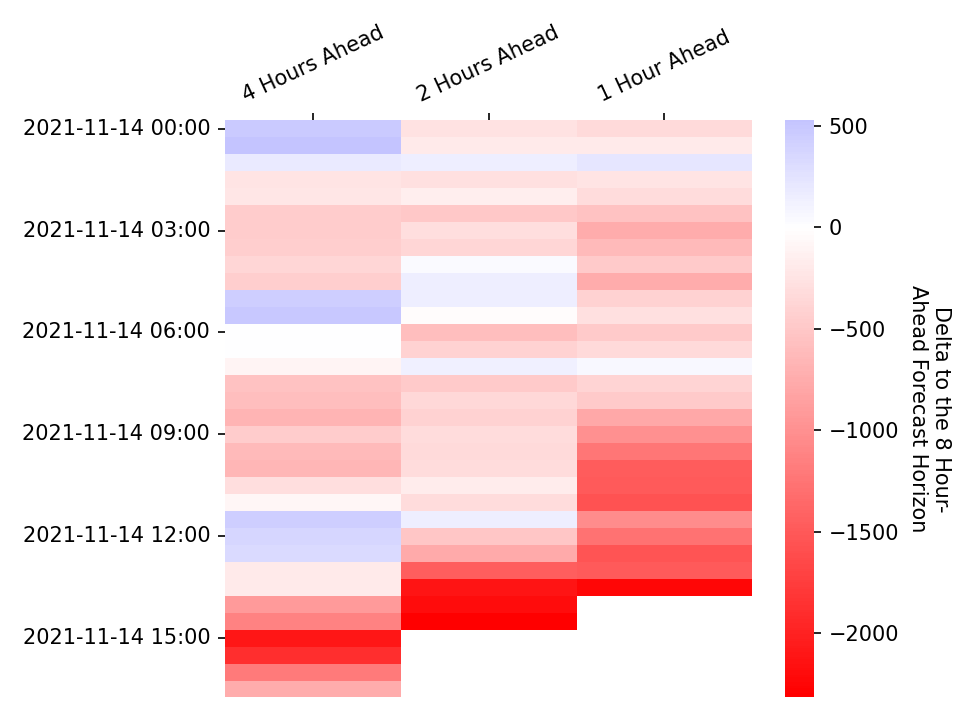 4 Hours Ahead
2 Hours Ahead
1 Hour Ahead
2021-11-14 00:00
2021-11-14 03:00
2021-11-14 06:00
2021-11-14 09:00
2021-11-14 12:00
2021-11-14 15:00
500
0
−500
−1000
−1500
−2000
Delta to the 8 Hour-
Ahead Forecast Horizon